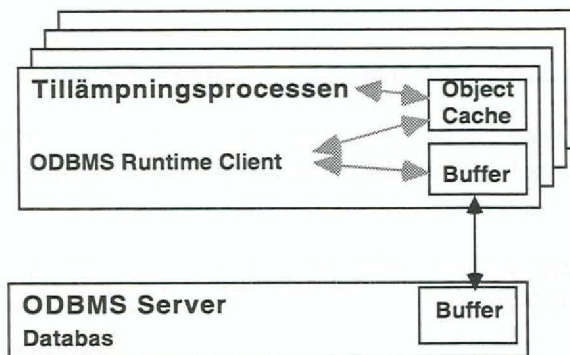 Tillämpningsprocessen
Object
Cache
ODBMS Runtime Client
Buffer
ODBMS Server
Databas
Buffer